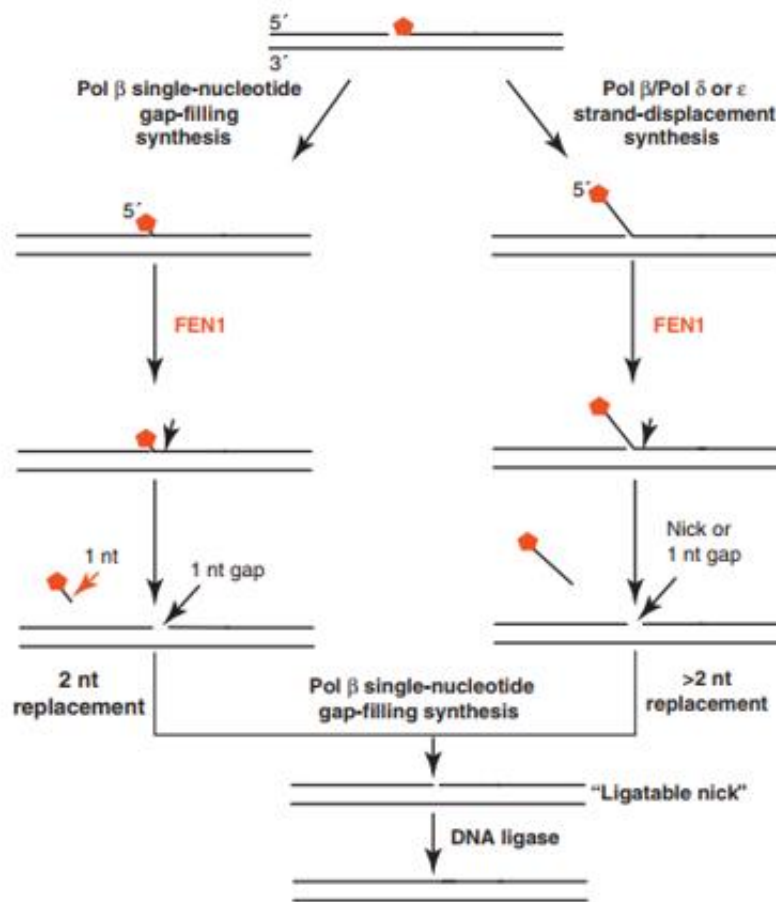 5´
3´
Pol β single-nucleotide
gap-filling
synthesis
Pol β/Pol δ or ε
strand-displacement
synthesis
5´
5´
FEN1
FEN1
1 nt
1 nt gap
Nick or
1 nt gap
2 nt
replacement
Pol β single-nucleotide
gap-filling synthesis
>2 nt
replacement
“Ligatable nick”
DNA ligase